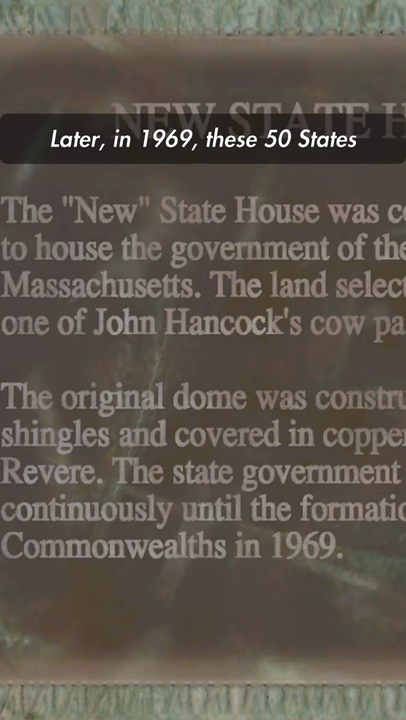 NEW STATE H
Later, in 1969, these 50 States
The "New" State House was c
to house the government of the
Massachusetts. The land select
one of John Hancock's cow pa
The original dome was constru
shingles and covered in copper
Revere. The state government
continuously until the formatio
Commonwealths in 1969.